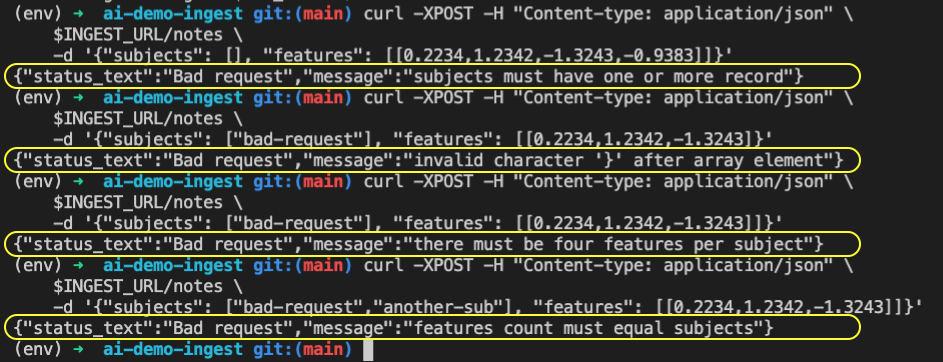 (env) → ai-demo-ingest git:(main) curl -XPOST -H "Content-type: application/json" \
$INGEST_URL/notes \
-d '{"subjects": [], "features": [[0.2234,1.2342,-1.3243,-0.9383]]}'
{"status_text":"Bad request","message":"subjects must have one or more record"}
(env) → ai-demo-ingest git:(main) curl -XPOST -H "Content-type: application/json" \
$INGEST_URL/notes \
-d '{"subjects": ["bad-request"], "features": [[0.2234,1.2342,-1.3243]}'
{"status_text":"Bad request","message":"invalid character '}' after array element"}
(env) → ai-demo-ingest git:(main) curl -XPOST -H "Content-type: application/json" \
$INGEST_URL/notes \
-d '{"subjects": ["bad-request"], "features": [[0.2234,1.2342,-1.3243]]}'
{"status_text":"Bad request","message":"there must be four features per subject"}
(env) → ai-demo-ingest git:(main) curl -XPOST -H "Content-type: application/json" \
$INGEST_URL/notes \
-d '{"subjects": ["bad-request","another-sub"], "features": [[0.2234,1.2342,-1.3243]]}'
{"status_text":"Bad request","message":"features count must equal subjects"}
(env) → ai-demo-ingest git:(main)